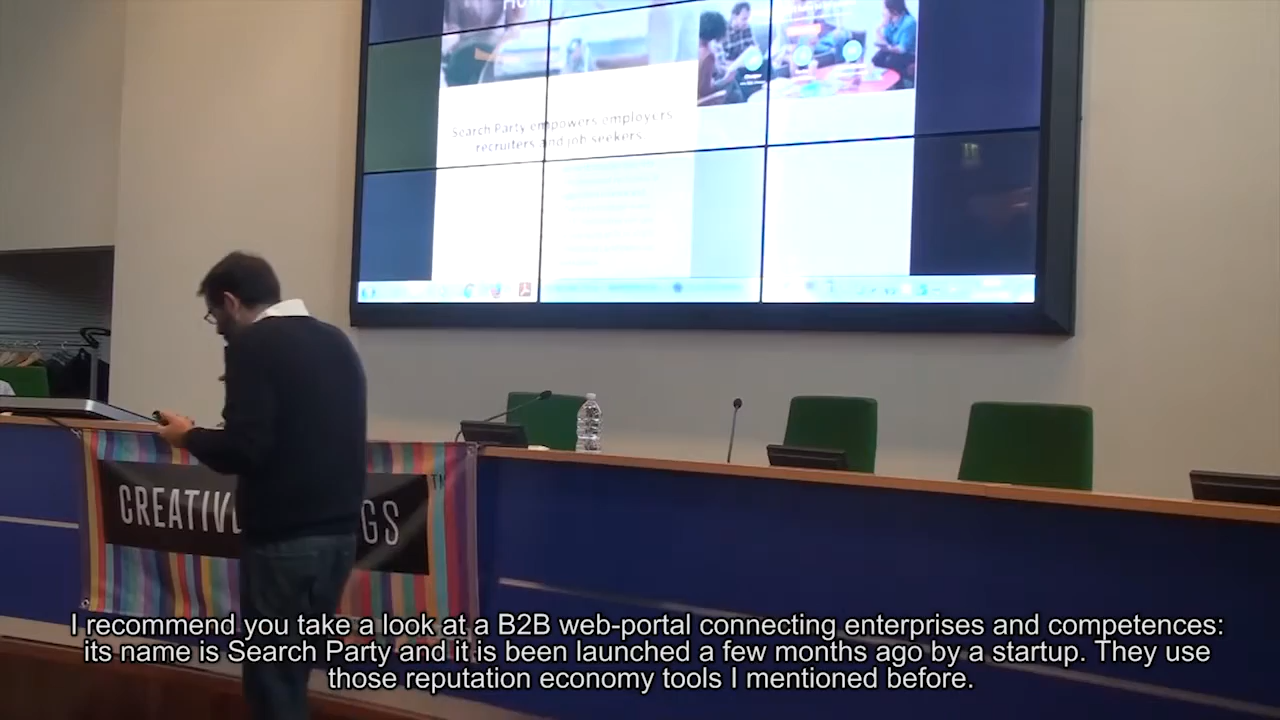 Search Party empowers employers
recruiters and job seekers
CREATIV
GS
I recommend you take a look at a B2B web-portal connecting enterprises and competences:
its name is Search Party and it is been launched a few months ago by a startup. They use
those reputation economy tools I mentioned before.